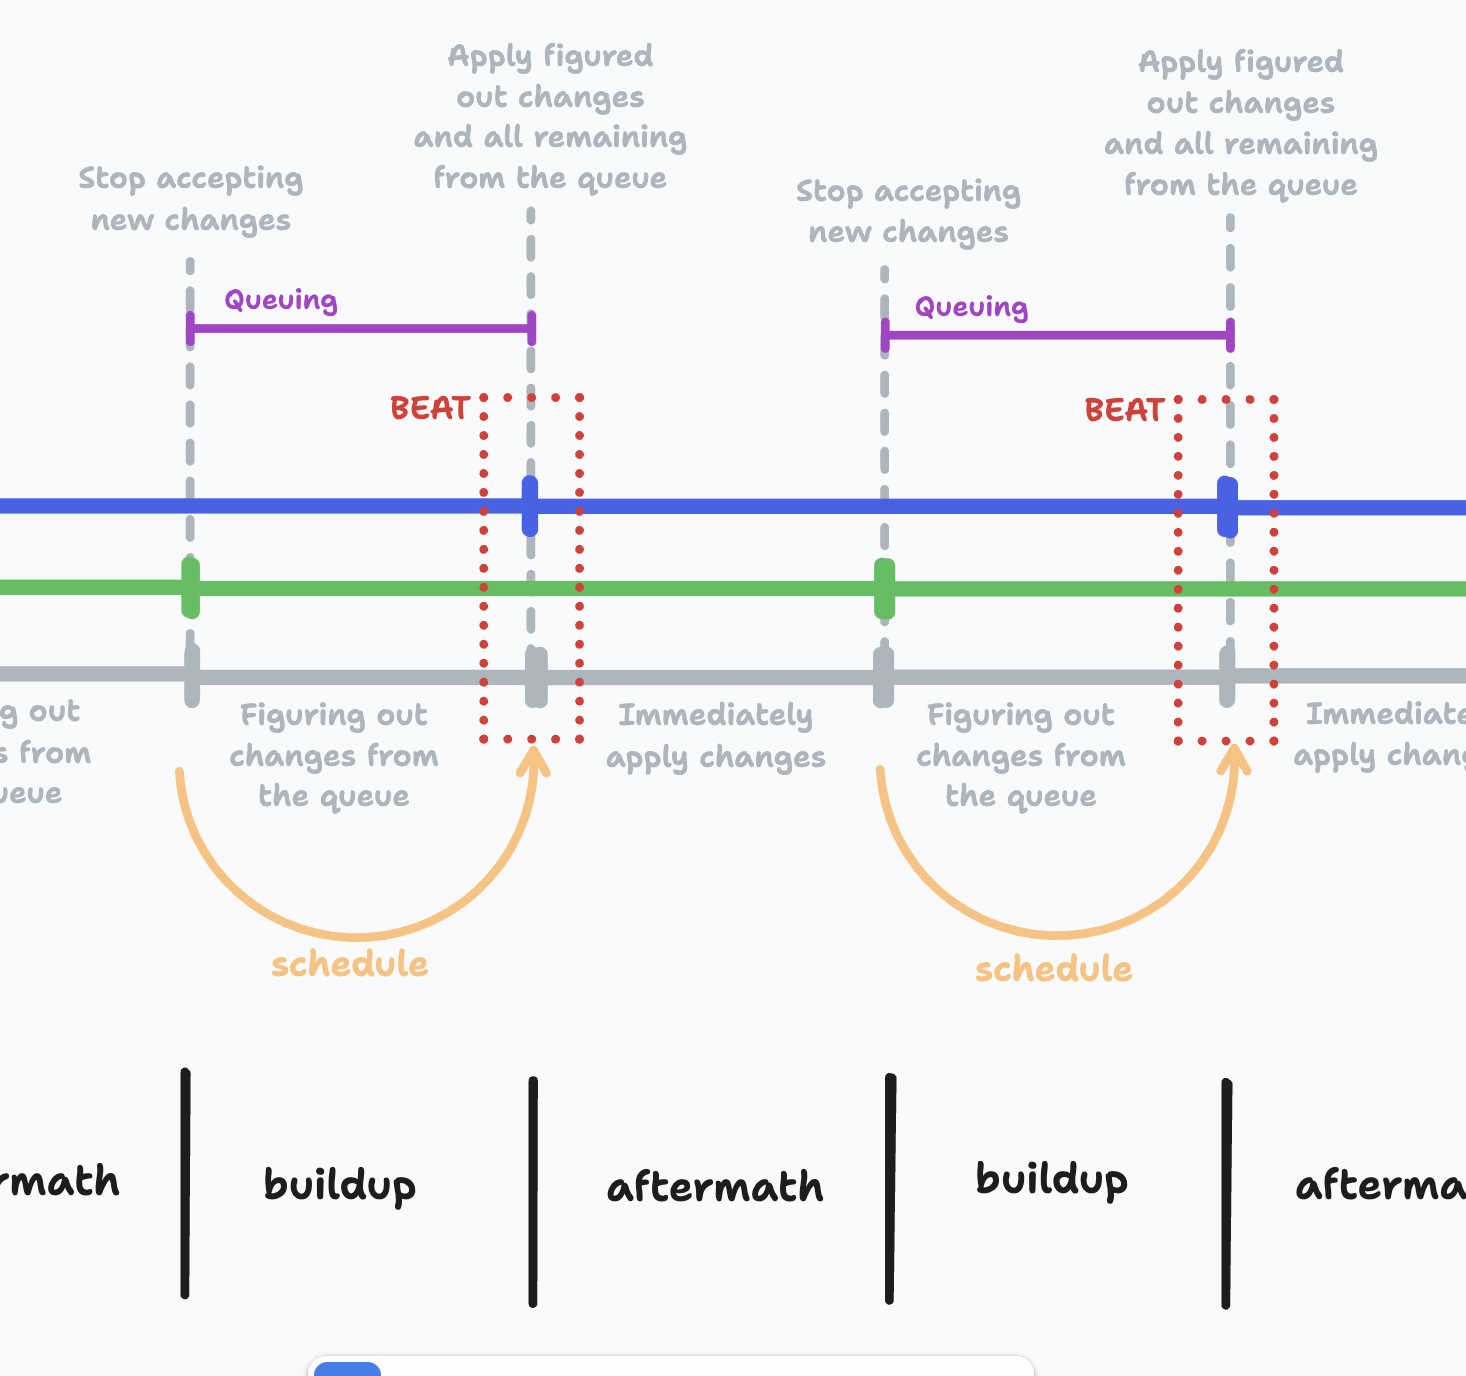 Apply figured
out changes
and all remaining
from the queue
Apply figured
out changes
and all remaining
from the queue
Stop accepting
new changes
Stop accepting
new changes
Queuing
Queuing
BEAT
BEAT
g out
s from
ueue
Figuring out
changes from
the queue
Immediately
apply changes
Figuring out
changes from
the queue
Immediate
apply chang
schedule
schedule
rmath
buildup
aftermath
buildup
afterma